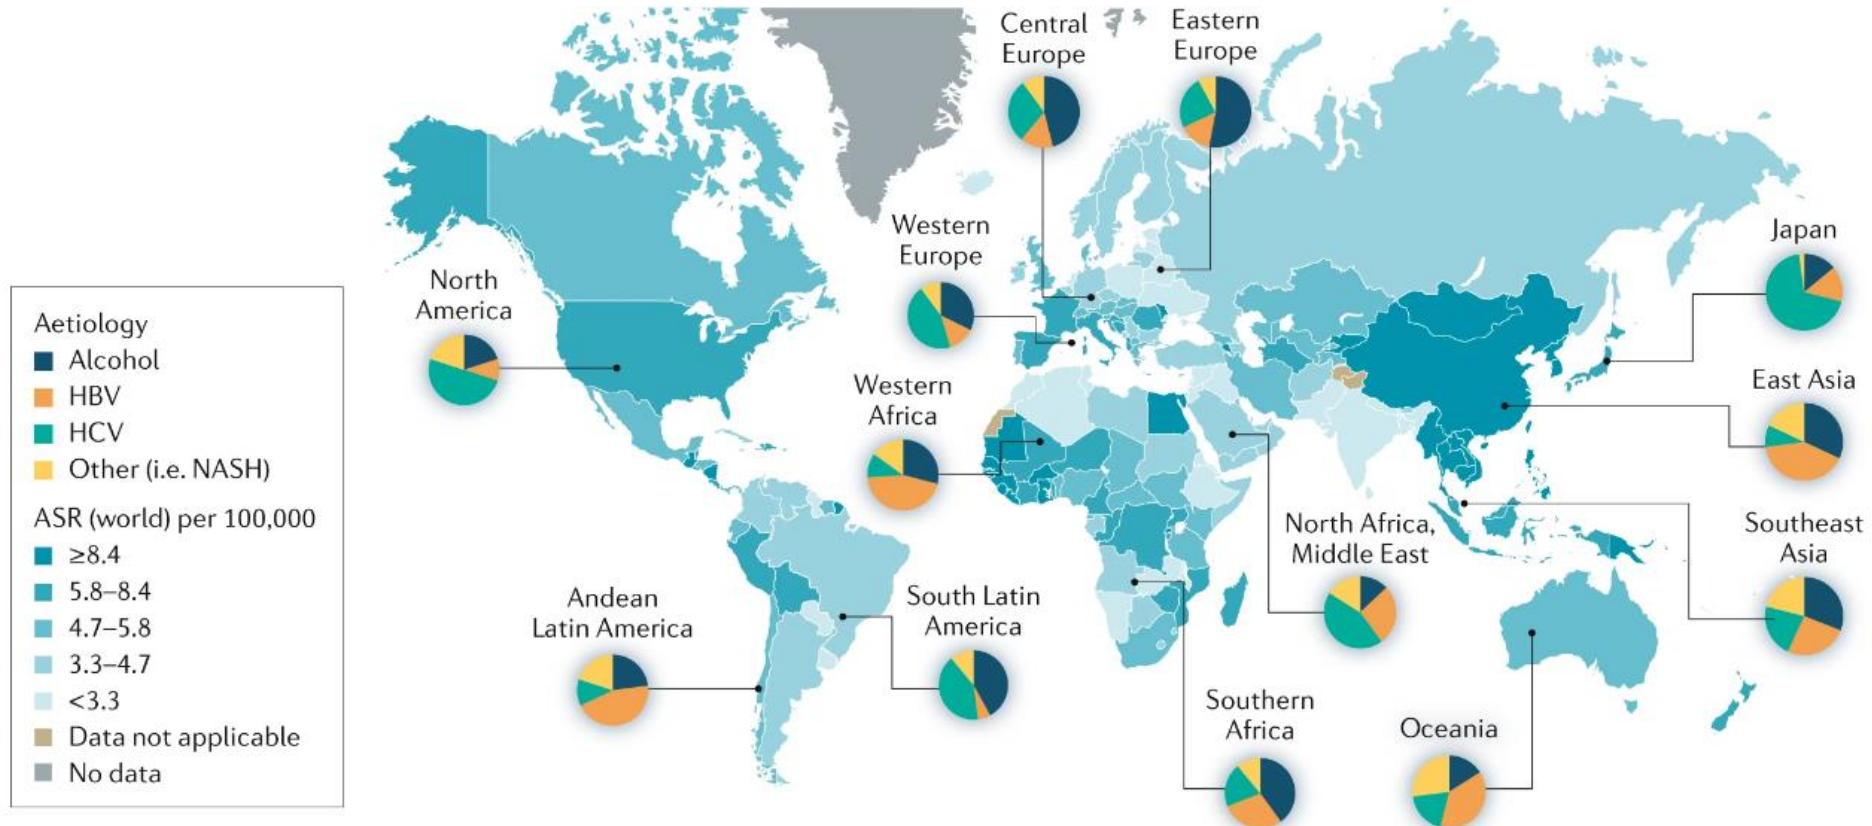 Central
Europe
Eastern
Europe
Western
Europe
Japan
North
America
Western
Africa
East Asia
Aetiology
Alcohol
HBV
HCV
Other (i.e. NASH)
ASR (world) per 100,000
≥8.4
5.8–8.4
4.7–5.8
3.3–4.7
<3.3
Data not applicable
No data
North Africa,
Middle East
Southeast
Asia
Andean
Latin America
South Latin
America
Southern
Africa
Oceania